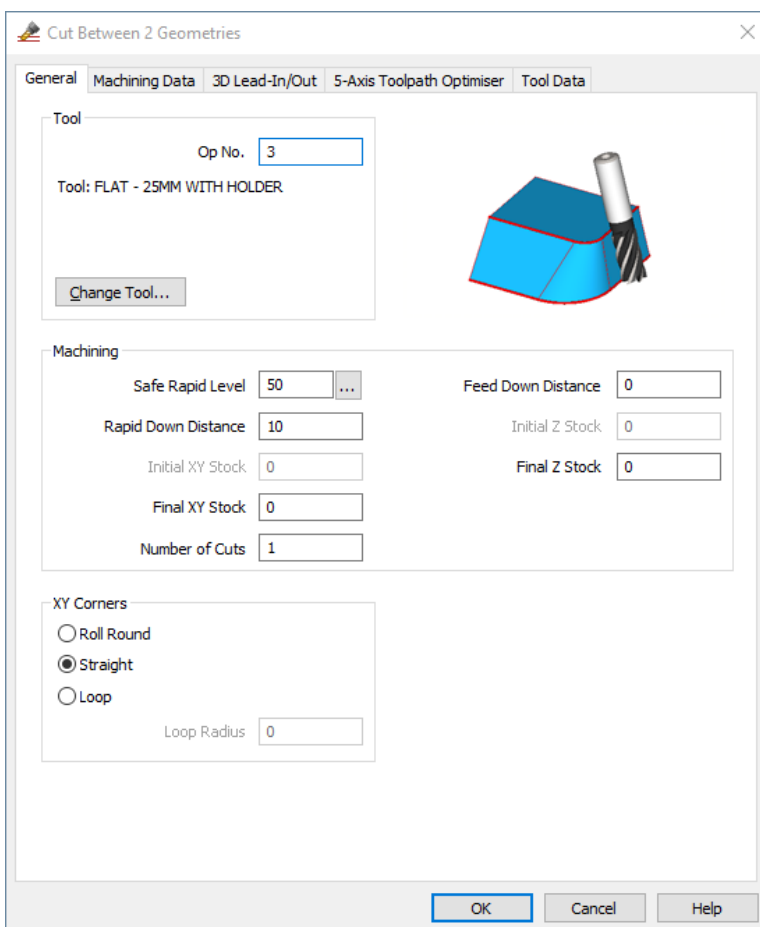 Cut Between 2 Geometries
General Machining Data 3D Lead-In/Out 5-Axis Toolpath Optimiser Tool Data
Tool
Op No. 3
Tool: FLAT - 25MM WITH HOLDER
Change Tool...
Machining
Safe Rapid Level 50 ... Feed Down Distance 0
Rapid Down Distance 10 Initial Z Stock 0
Initial XY Stock 0 Final Z Stock 0
Final XY Stock 0
Number of Cuts 1
XY Corners
Roll Round
Straight
Loop
Loop Radius 0
OK Cancel Help